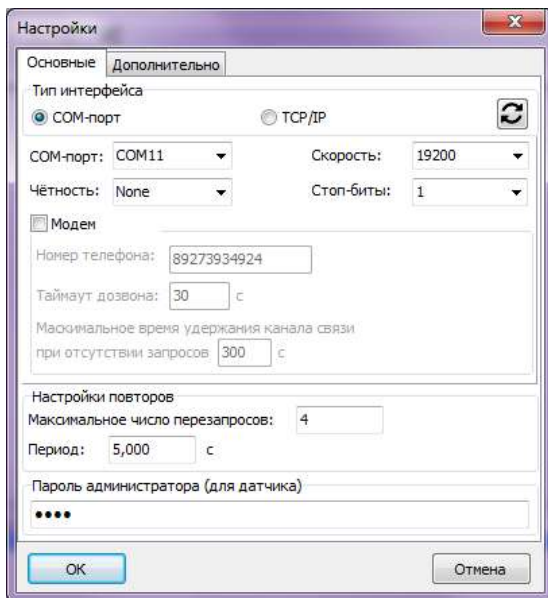 Настройки
Основные Дополнительно
Тип интерфейса
COM-порт TCP/IP
COM-порт: COM11 Скорость: 19200
Чётность: None Стоп-биты: 1
Модем
Номер телефона: 89273934924
Таймаут дозвона: 30 с
Маскимальное время удержания канала связи
при отсутствии запросов 300 с
Настройки повторов
Максимальное число перезапросов: 4
Период: 5,000 с
Пароль администратора (для датчика)
••••
OK Отмена